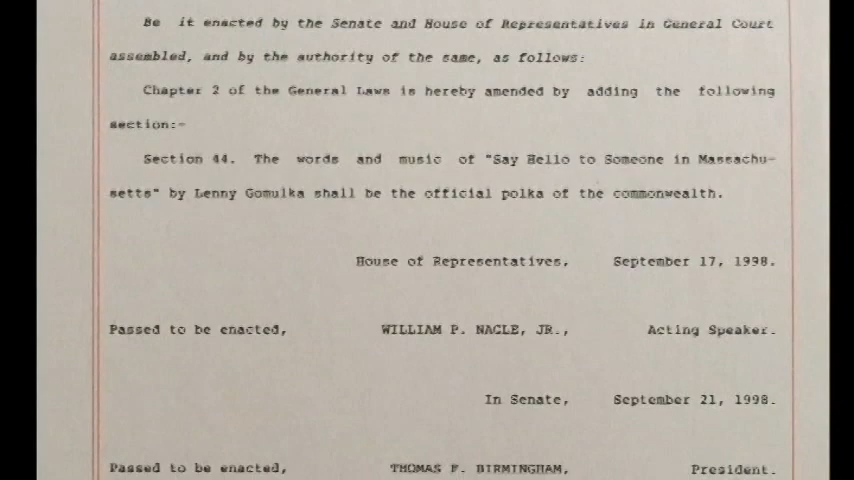 Be it enacted by the Senate and House of Representatives in General Court
assembled, and by the authority of the same, as follows:
Chapter 2 of the General Laws is hereby amended by adding the following
section:-
Section 44. The words and music of "Say Hello to Someone in Massachu-
setts" by Lenny Gomulka shall be the official polka of the commonwealth.
House of Representatives, September 17, 1998.
Passed to be enacted, WILLIAM P. NAGLE, JR., Acting Speaker.
In Senate, September 21, 1998.
Passed to be enacted, THOMAS F. BIRMINGHAM, President.